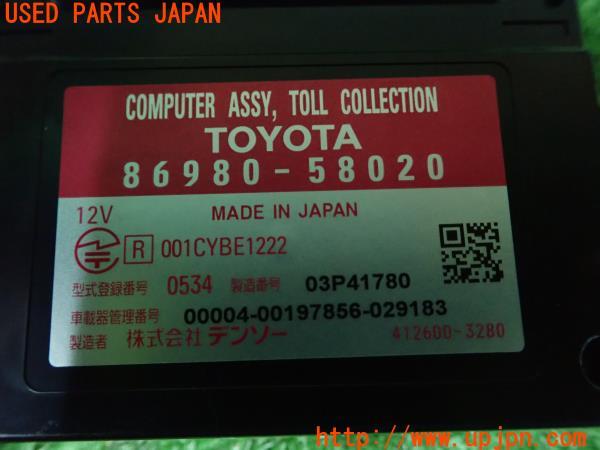 USED PARTS JAPAN
COMPUTER ASSY, TOLL COLLECTION
TOYOTA
86980-58020
12V
MADE IN JAPAN
R 001CYBE1222
型式登録番号 0534 製造番号 03P41780
車載器管理番号 00004-00197856-029183
製造者 株式会社 デンソー 412600-3280
UPJ
http://www.upjpn.com